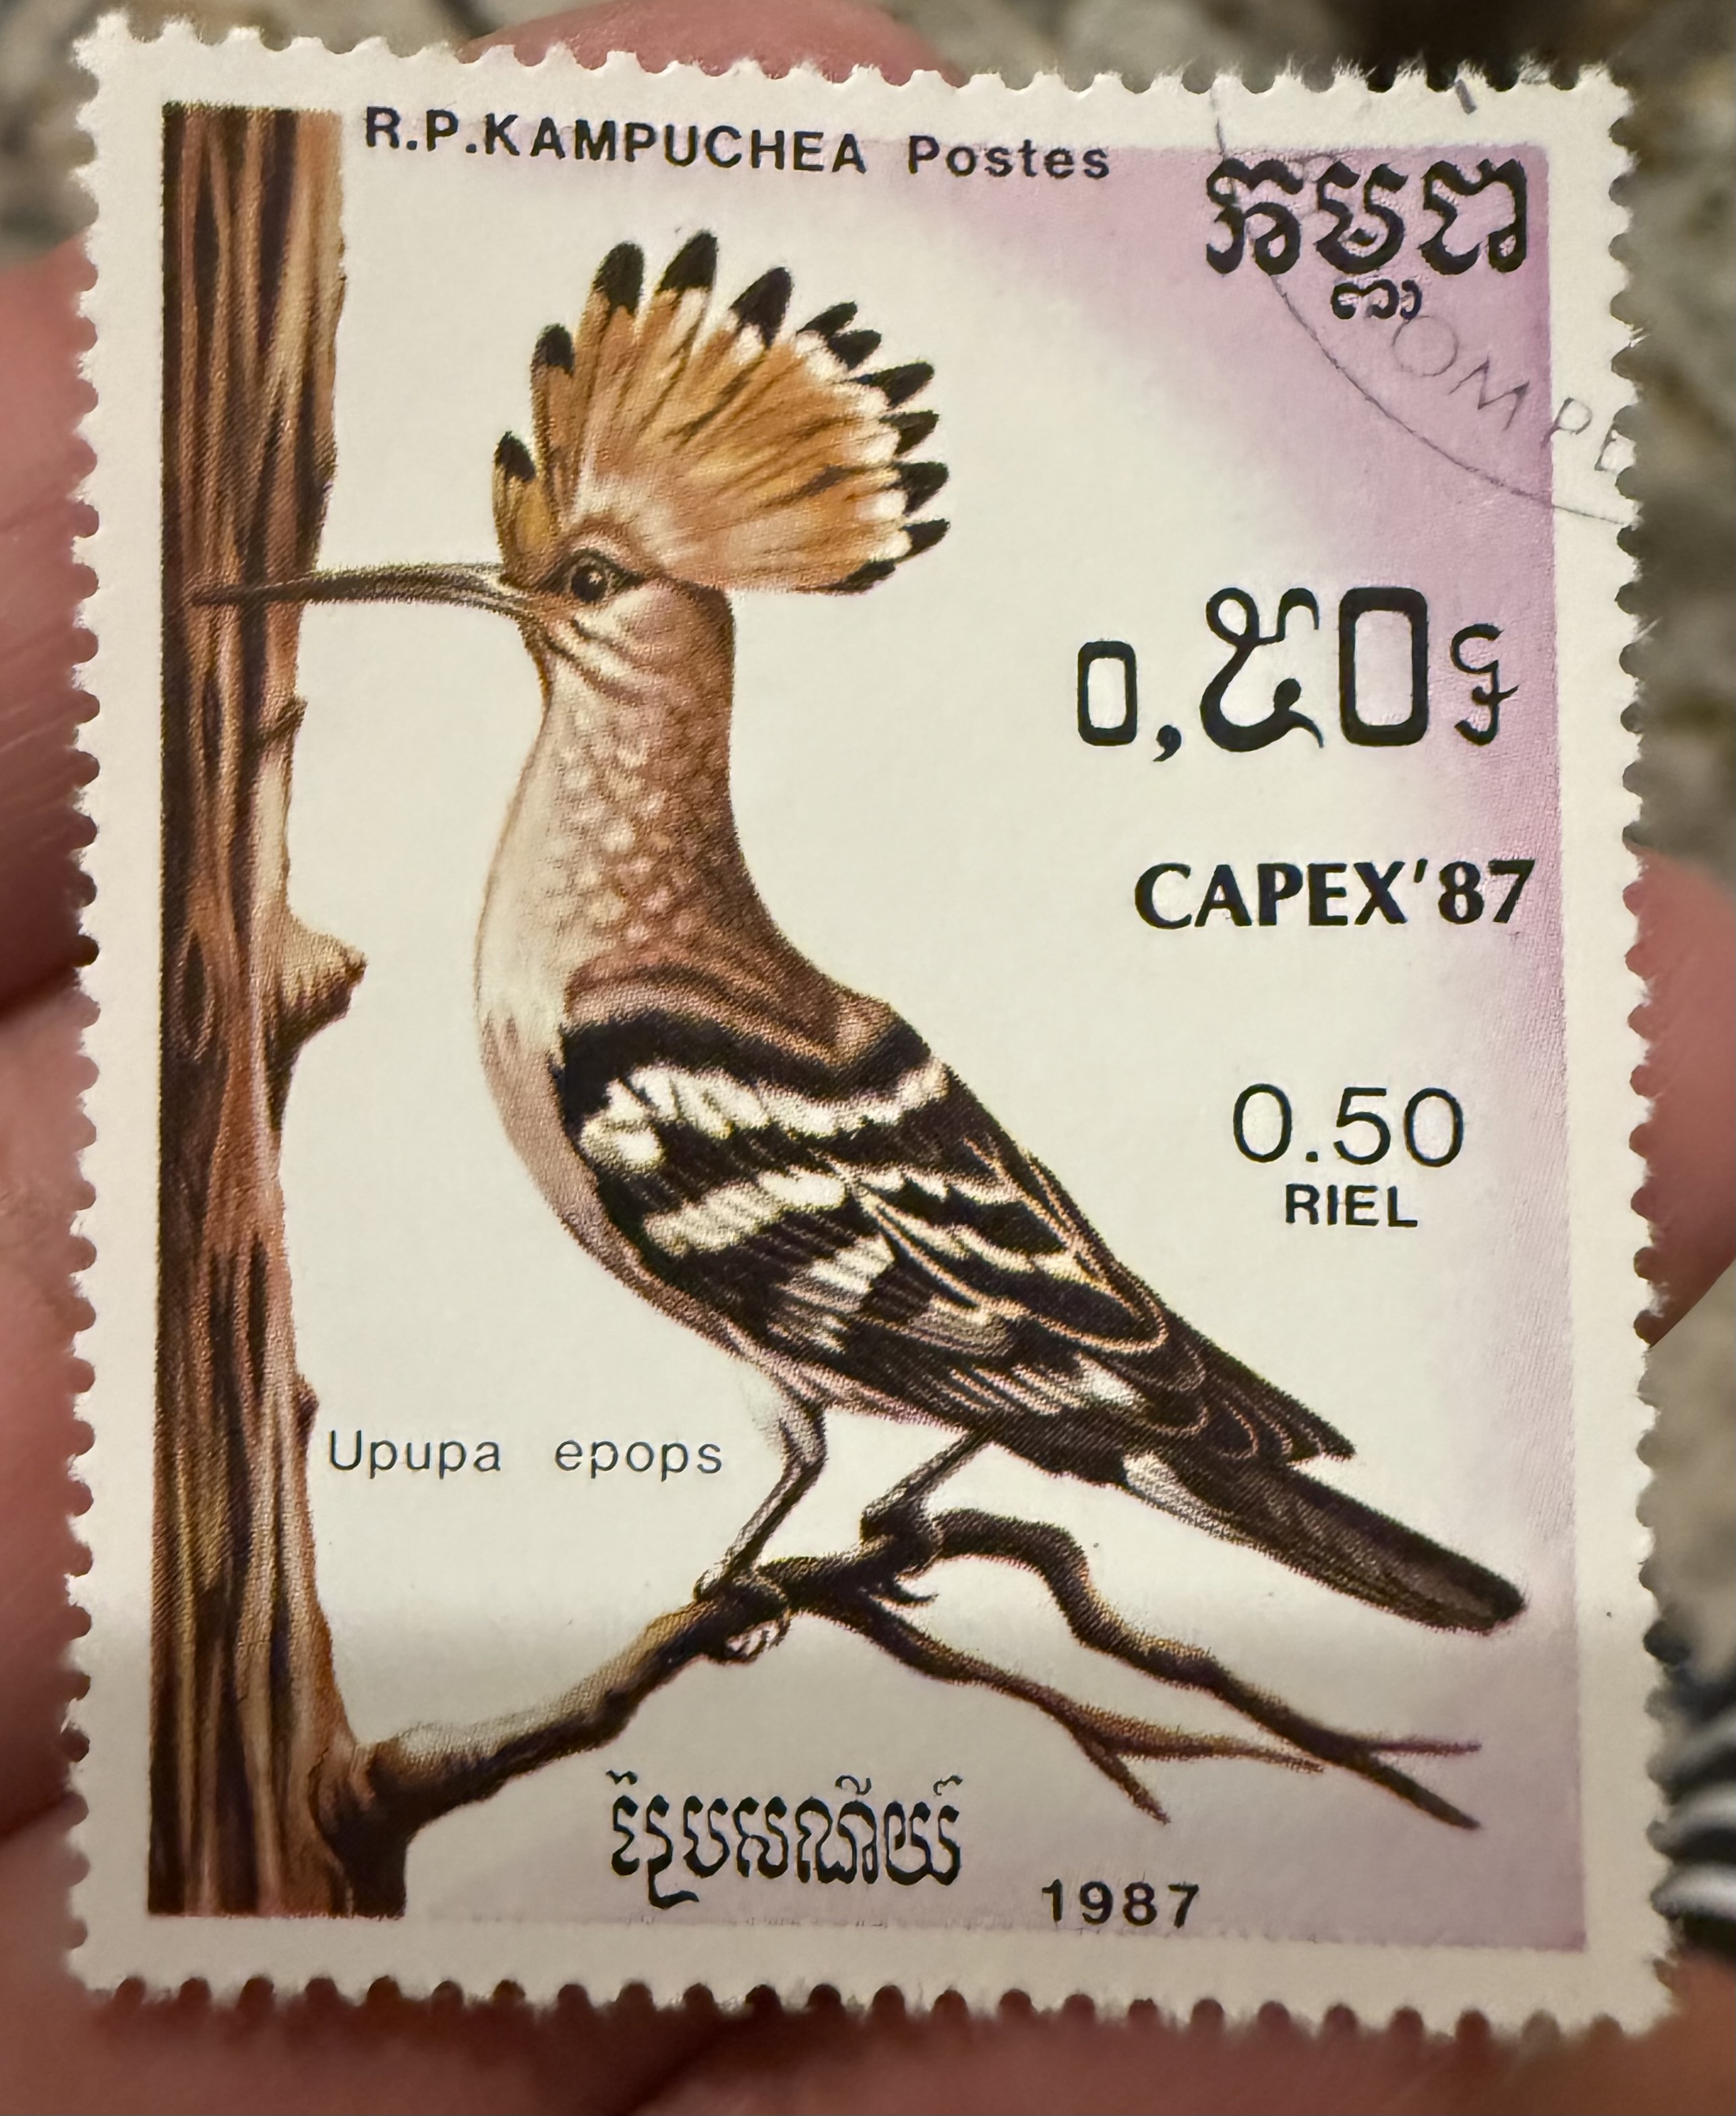 R.P.KAMPUCHEA Postes
កម្ពុជា
០,៥០៛
CAPEX'87
0.50
RIEL
Upupa epops
ប្រៃសណីយ៍
1987